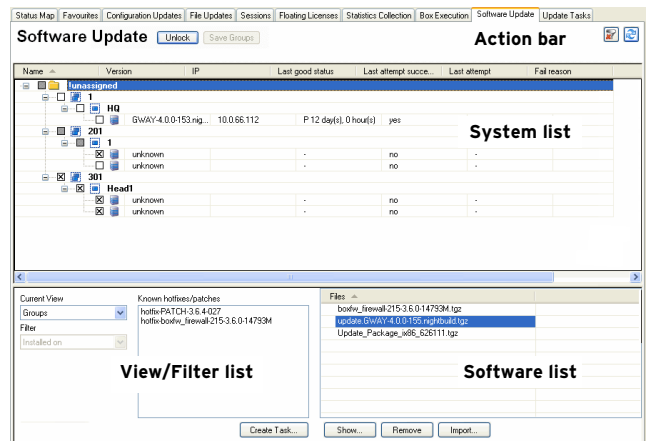 Status Map Favourites Configuration Updates File Updates Sessions Floating Licenses Statistics Collection Box Execution Software Update Update Tasks
Software Update Unlock Save Groups Action bar
Name Version IP Last good status Last attempt succe... Last attempt Fail reason
!unassigned
1
HQ
GWAY-4.0.0-153.nig... 10.0.66.112 P 12 day(s), 0 hour(s) yes
System list
201
1
unknown - no -
unknown - no -
301
Head1
unknown - no -
unknown - no -
Current View
Groups
Filter
Installed on
Known hotfixes/patches
hotfix-PATCH-3.6.4-027
hotfix-boxfw_firewall-215-3.6.0-14793M
View/Filter list
Create Task...
Files
boxfw_firewall-215-3.6.0-14793M.tgz
update.GWAY-4.0.0-155.nightbuild.tgz
Update_Package_ix86_626111.tgz
Software list
Show... Remove Import...